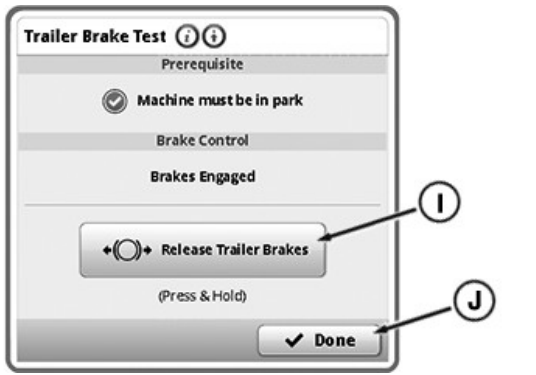 Trailer Brake Test
Prerequisite
Machine must be in park
Brake Control
Brakes Engaged
Release Trailer Brakes
(Press & Hold)
Done
I
J